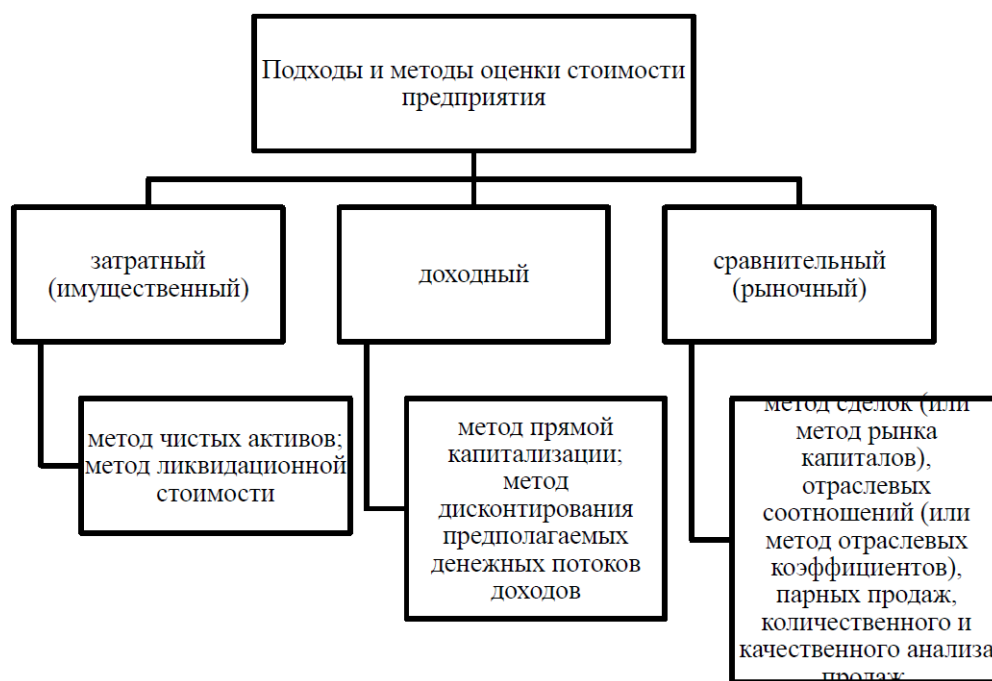 Подходы и методы оценки стоимости
предприятия
затратный
(имущественный)
доходный
сравнительный
(рыночный)
метод чистых активов;
метод ликвидационной
стоимости
метод прямой
капитализации;
метод
дисконтирования
предполагаемых
денежных потоков
доходов
метод сделок (или
метод рынка
капиталов),
отраслевых
соотношений (или
метод отраслевых
коэффициентов),
парных продаж,
количественного и
качественного анализа
продаж